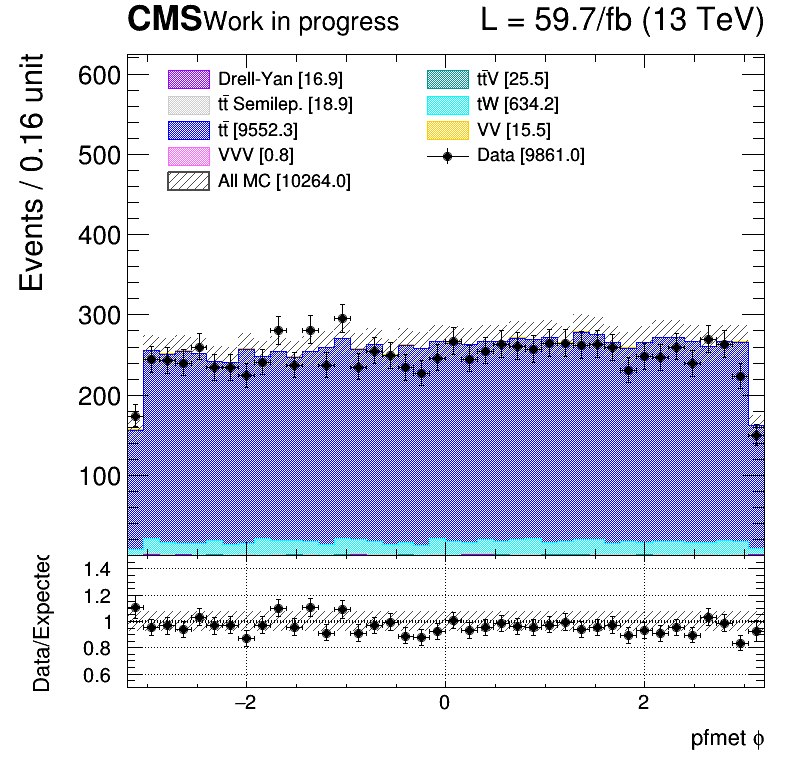 CMS Work in progress L = 59.7/fb (13 TeV)
Events / 0.16 unit
600
500
400
300
200
100
Drell-Yan [16.9]
tt̄ Semilep. [18.9]
tt̄ [9552.3]
VVV [0.8]
All MC [10264.0]
tt̄V [25.5]
tW [634.2]
VV [15.5]
Data [9861.0]
Data/Expected
1.4
1.2
1
0.8
0.6
−2 0 2
pfmet ϕ